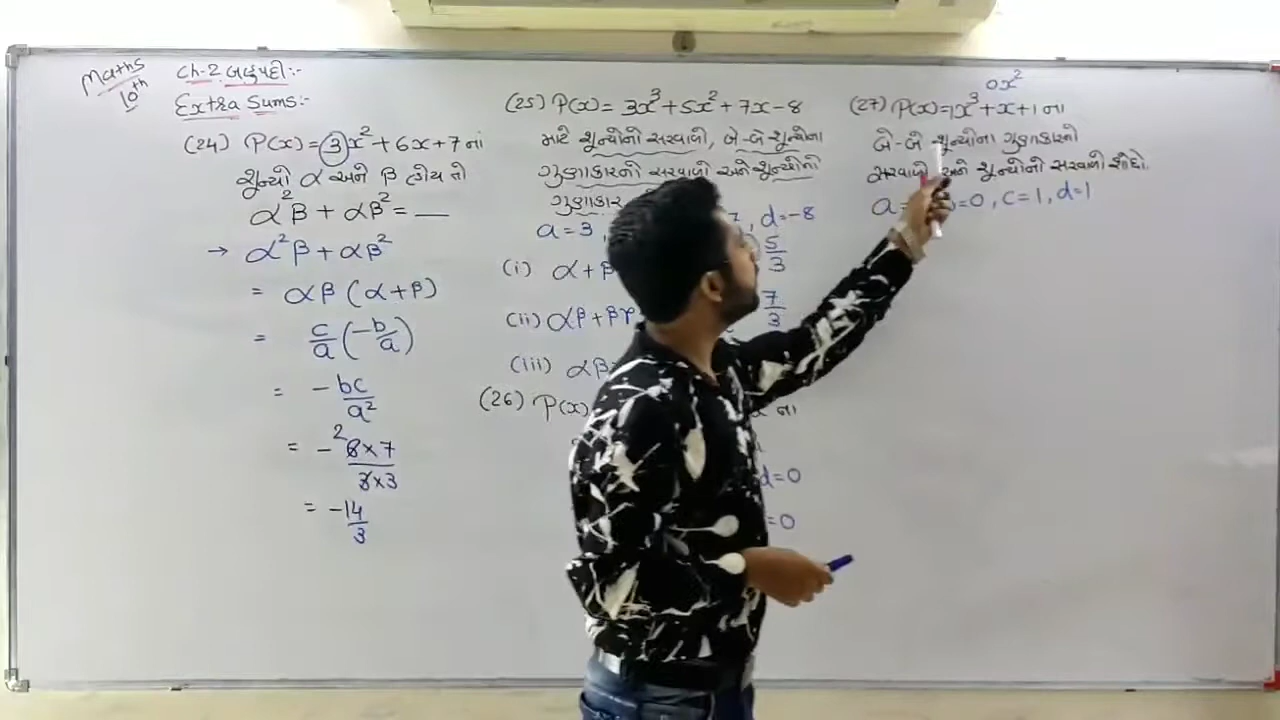 Maths
10th
Ch-2 બહુપદી:-
Extra Sums:-
(24) P(x) = 3x² + 6x + 7 નાં
શૂન્યો α અને β હોય તો
α²β + αβ² = __
→ α²β + αβ²
= αβ (α+β)
= c/a (-b/a)
= -bc/a²
= - 2 6×7 / 3×3
= -14/3
(25) P(x) = 3x³ + 5x² + 7x - 8
માટે શૂન્યોનો સરવાળો, બે-બે શૂન્યોના
ગુણાકારનો સરવાળો અને શૂન્યોનો
ગુણાકાર
a = 3, 7, d = -8
(i) α + β 5/3
(ii) αβ + βγ 7/3
(iii) αβ
(26) P(x) ના
d = 0
= 0
0x²
(27) P(x) = 1x³ + x + 1 ના
બે-બે શૂન્યોના ગુણાકારનો
સરવાળો અને શૂન્યોનો સરવાળો શોધો.
a = = 0, c = 1, d = 1